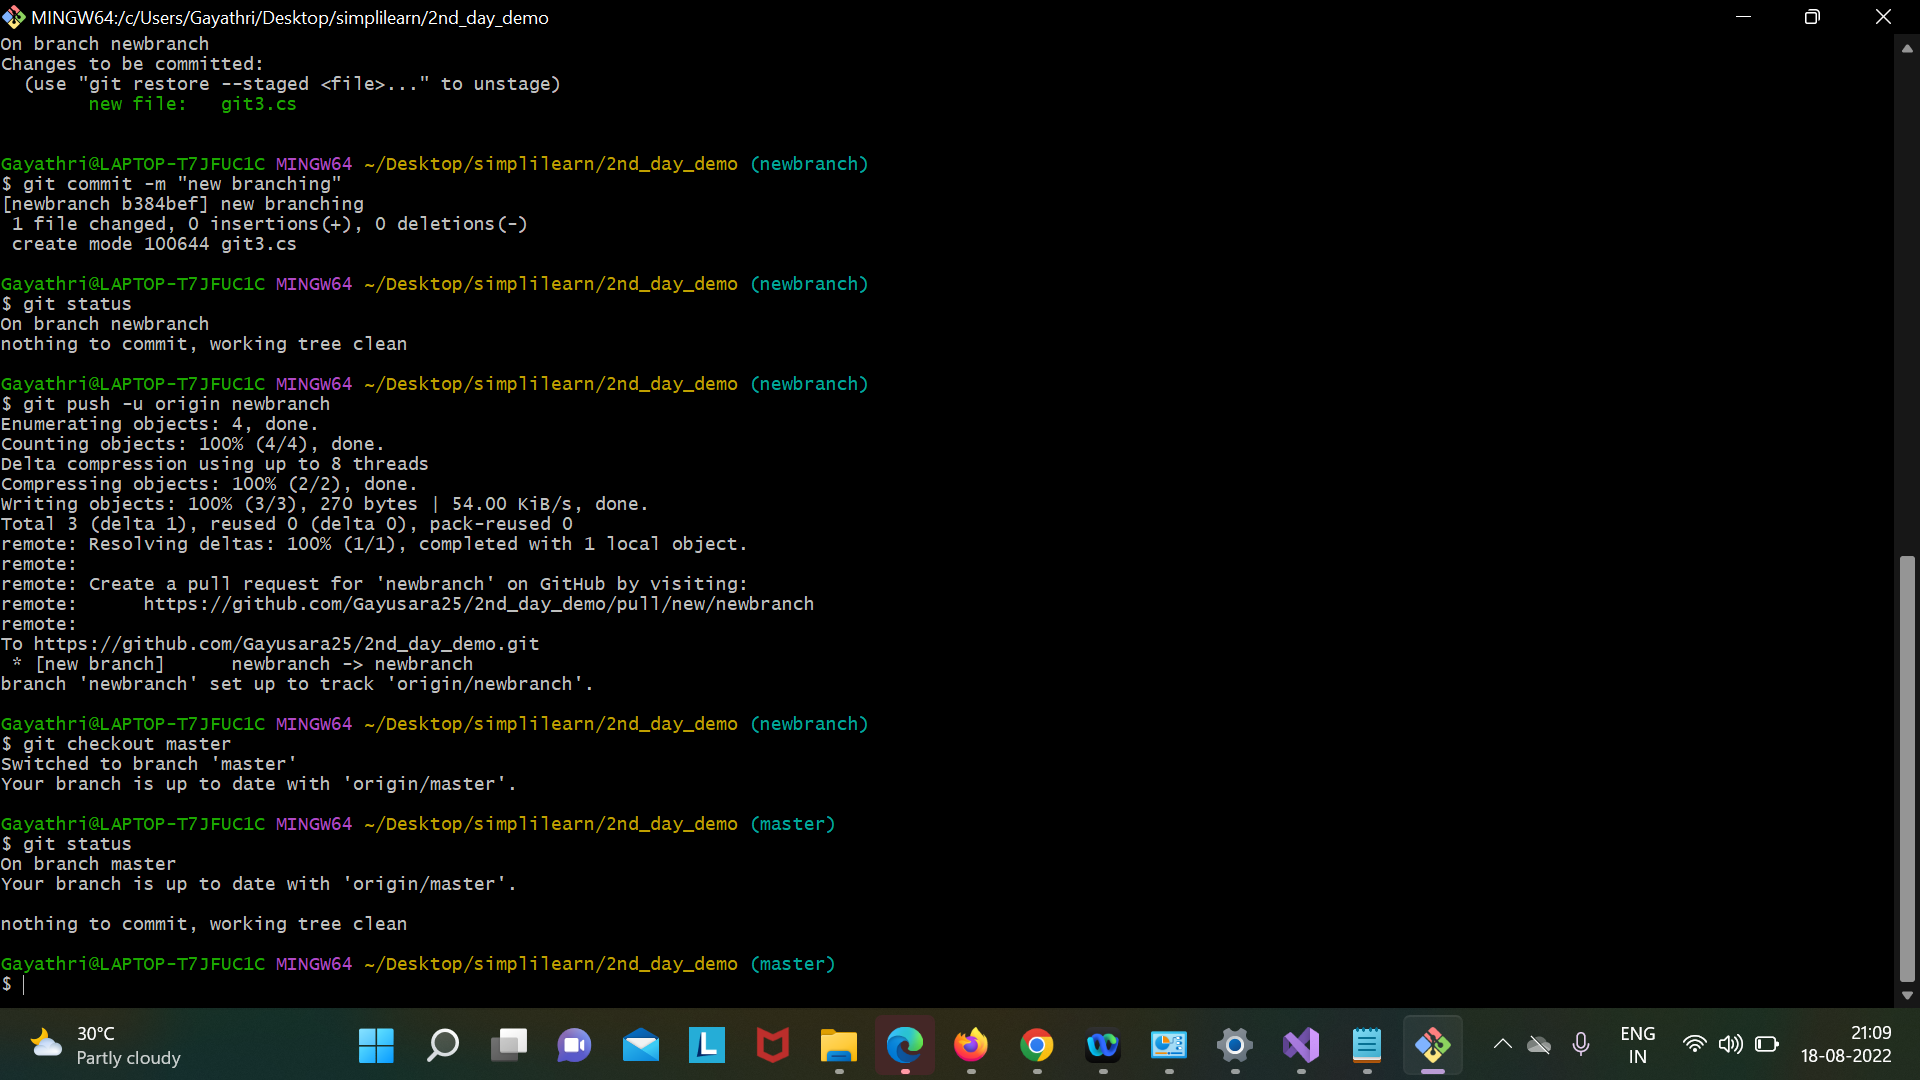 MINGW64:/c/Users/Gayathri/Desktop/simplilearn/2nd_day_demo
On branch newbranch
Changes to be committed:
  (use "git restore --staged <file>..." to unstage)
        new file:   git3.cs

Gayathri@LAPTOP-T7JFUC1C MINGW64 ~/Desktop/simplilearn/2nd_day_demo (newbranch)
$ git commit -m "new branching"
[newbranch b384bef] new branching
 1 file changed, 0 insertions(+), 0 deletions(-)
 create mode 100644 git3.cs

Gayathri@LAPTOP-T7JFUC1C MINGW64 ~/Desktop/simplilearn/2nd_day_demo (newbranch)
$ git status
On branch newbranch
nothing to commit, working tree clean

Gayathri@LAPTOP-T7JFUC1C MINGW64 ~/Desktop/simplilearn/2nd_day_demo (newbranch)
$ git push -u origin newbranch
Enumerating objects: 4, done.
Counting objects: 100% (4/4), done.
Delta compression using up to 8 threads
Compressing objects: 100% (2/2), done.
Writing objects: 100% (3/3), 270 bytes | 54.00 KiB/s, done.
Total 3 (delta 1), reused 0 (delta 0), pack-reused 0
remote: Resolving deltas: 100% (1/1), completed with 1 local object.
remote:
remote: Create a pull request for 'newbranch' on GitHub by visiting:
remote:      https://github.com/Gayusara25/2nd_day_demo/pull/new/newbranch
remote:
To https://github.com/Gayusara25/2nd_day_demo.git
 * [new branch]      newbranch -> newbranch
branch 'newbranch' set up to track 'origin/newbranch'.

Gayathri@LAPTOP-T7JFUC1C MINGW64 ~/Desktop/simplilearn/2nd_day_demo (newbranch)
$ git checkout master
Switched to branch 'master'
Your branch is up to date with 'origin/master'.

Gayathri@LAPTOP-T7JFUC1C MINGW64 ~/Desktop/simplilearn/2nd_day_demo (master)
$ git status
On branch master
Your branch is up to date with 'origin/master'.

nothing to commit, working tree clean

Gayathri@LAPTOP-T7JFUC1C MINGW64 ~/Desktop/simplilearn/2nd_day_demo (master)
$
30°C
Partly cloudy
L
ENG
IN
21:09
18-08-2022